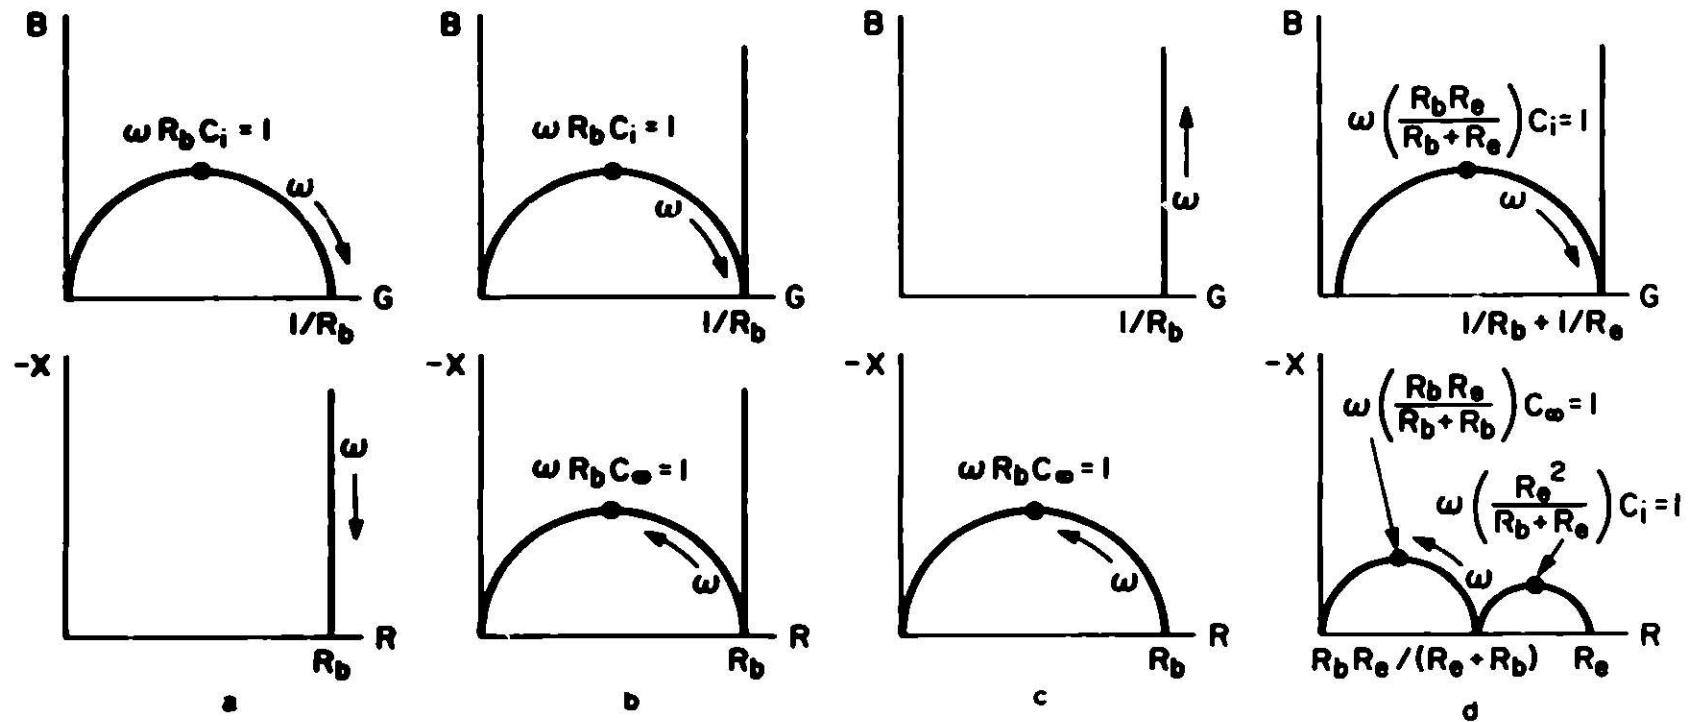 B
ω R_b C_i = 1
ω
G
1/R_b
B
ω R_b C_i = 1
ω
G
1/R_b
B
ω
G
1/R_b
B
ω (R_b R_e / R_b + R_e) C_i = 1
ω
G
1/R_b + 1/R_e
-X
ω
R
R_b
a
-X
ω R_b C_∞ = 1
ω
R
R_b
b
-X
ω R_b C_∞ = 1
ω
R
R_b
c
-X
ω (R_b R_e / R_b + R_b) C_∞ = 1
ω (R_e² / R_b + R_e) C_i = 1
ω
R
R_b R_e /(R_e + R_b)
R_e
d